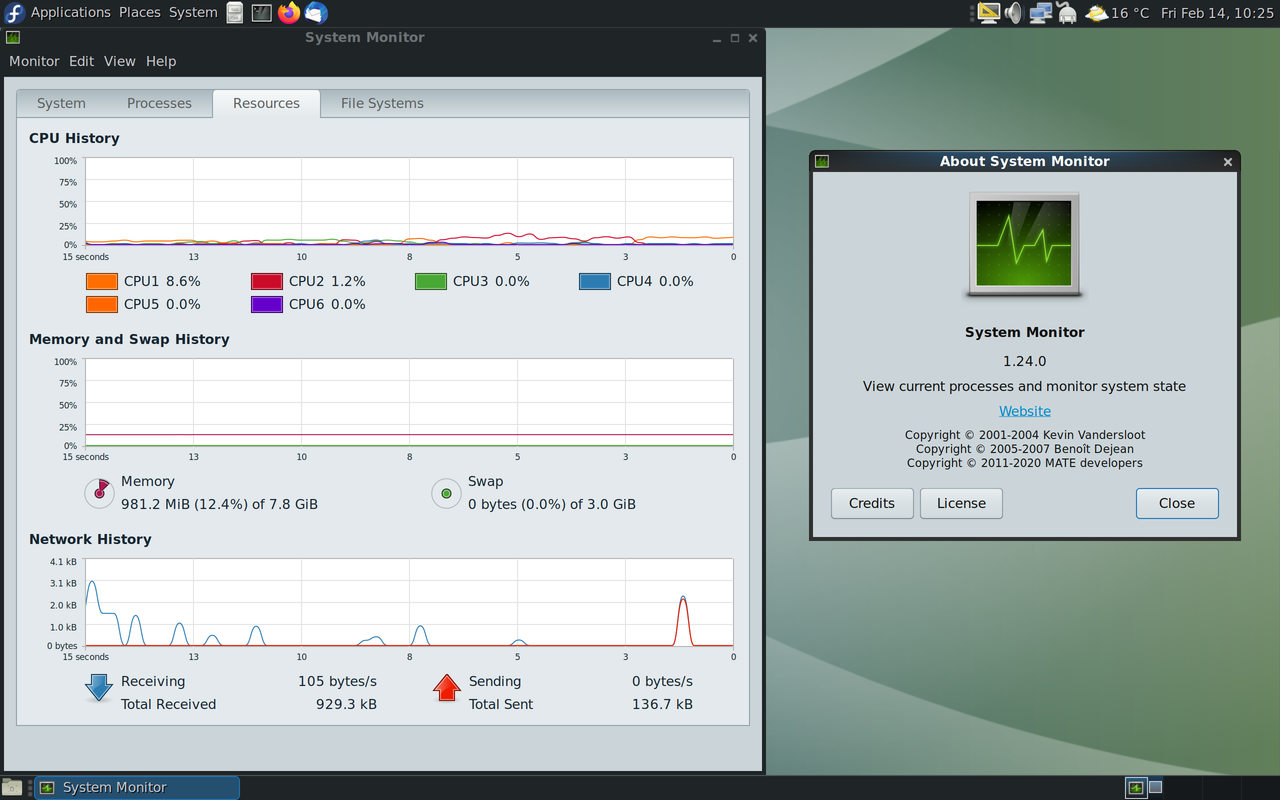 Applications Places System
16 °C Fri Feb 14, 10:25
System Monitor
Monitor Edit View Help
System Processes Resources File Systems
CPU History
100%
75%
50%
25%
0%
15 seconds 13 10 8 5 3 0
CPU1 8.6% CPU2 1.2% CPU3 0.0% CPU4 0.0%
CPU5 0.0% CPU6 0.0%
Memory and Swap History
100%
75%
50%
25%
0%
15 seconds 13 10 8 5 3 0
Memory
981.2 MiB (12.4%) of 7.8 GiB
Swap
0 bytes (0.0%) of 3.0 GiB
Network History
4.1 kB
3.1 kB
2.0 kB
1.0 kB
0 bytes
15 seconds 13 10 8 5 3 0
Receiving 105 bytes/s
Total Received 929.3 kB
Sending 0 bytes/s
Total Sent 136.7 kB
About System Monitor
System Monitor
1.24.0
View current processes and monitor system state
Website
Copyright © 2001-2004 Kevin Vandersloot
Copyright © 2005-2007 Benoît Dejean
Copyright © 2011-2020 MATE developers
Credits License Close
System Monitor